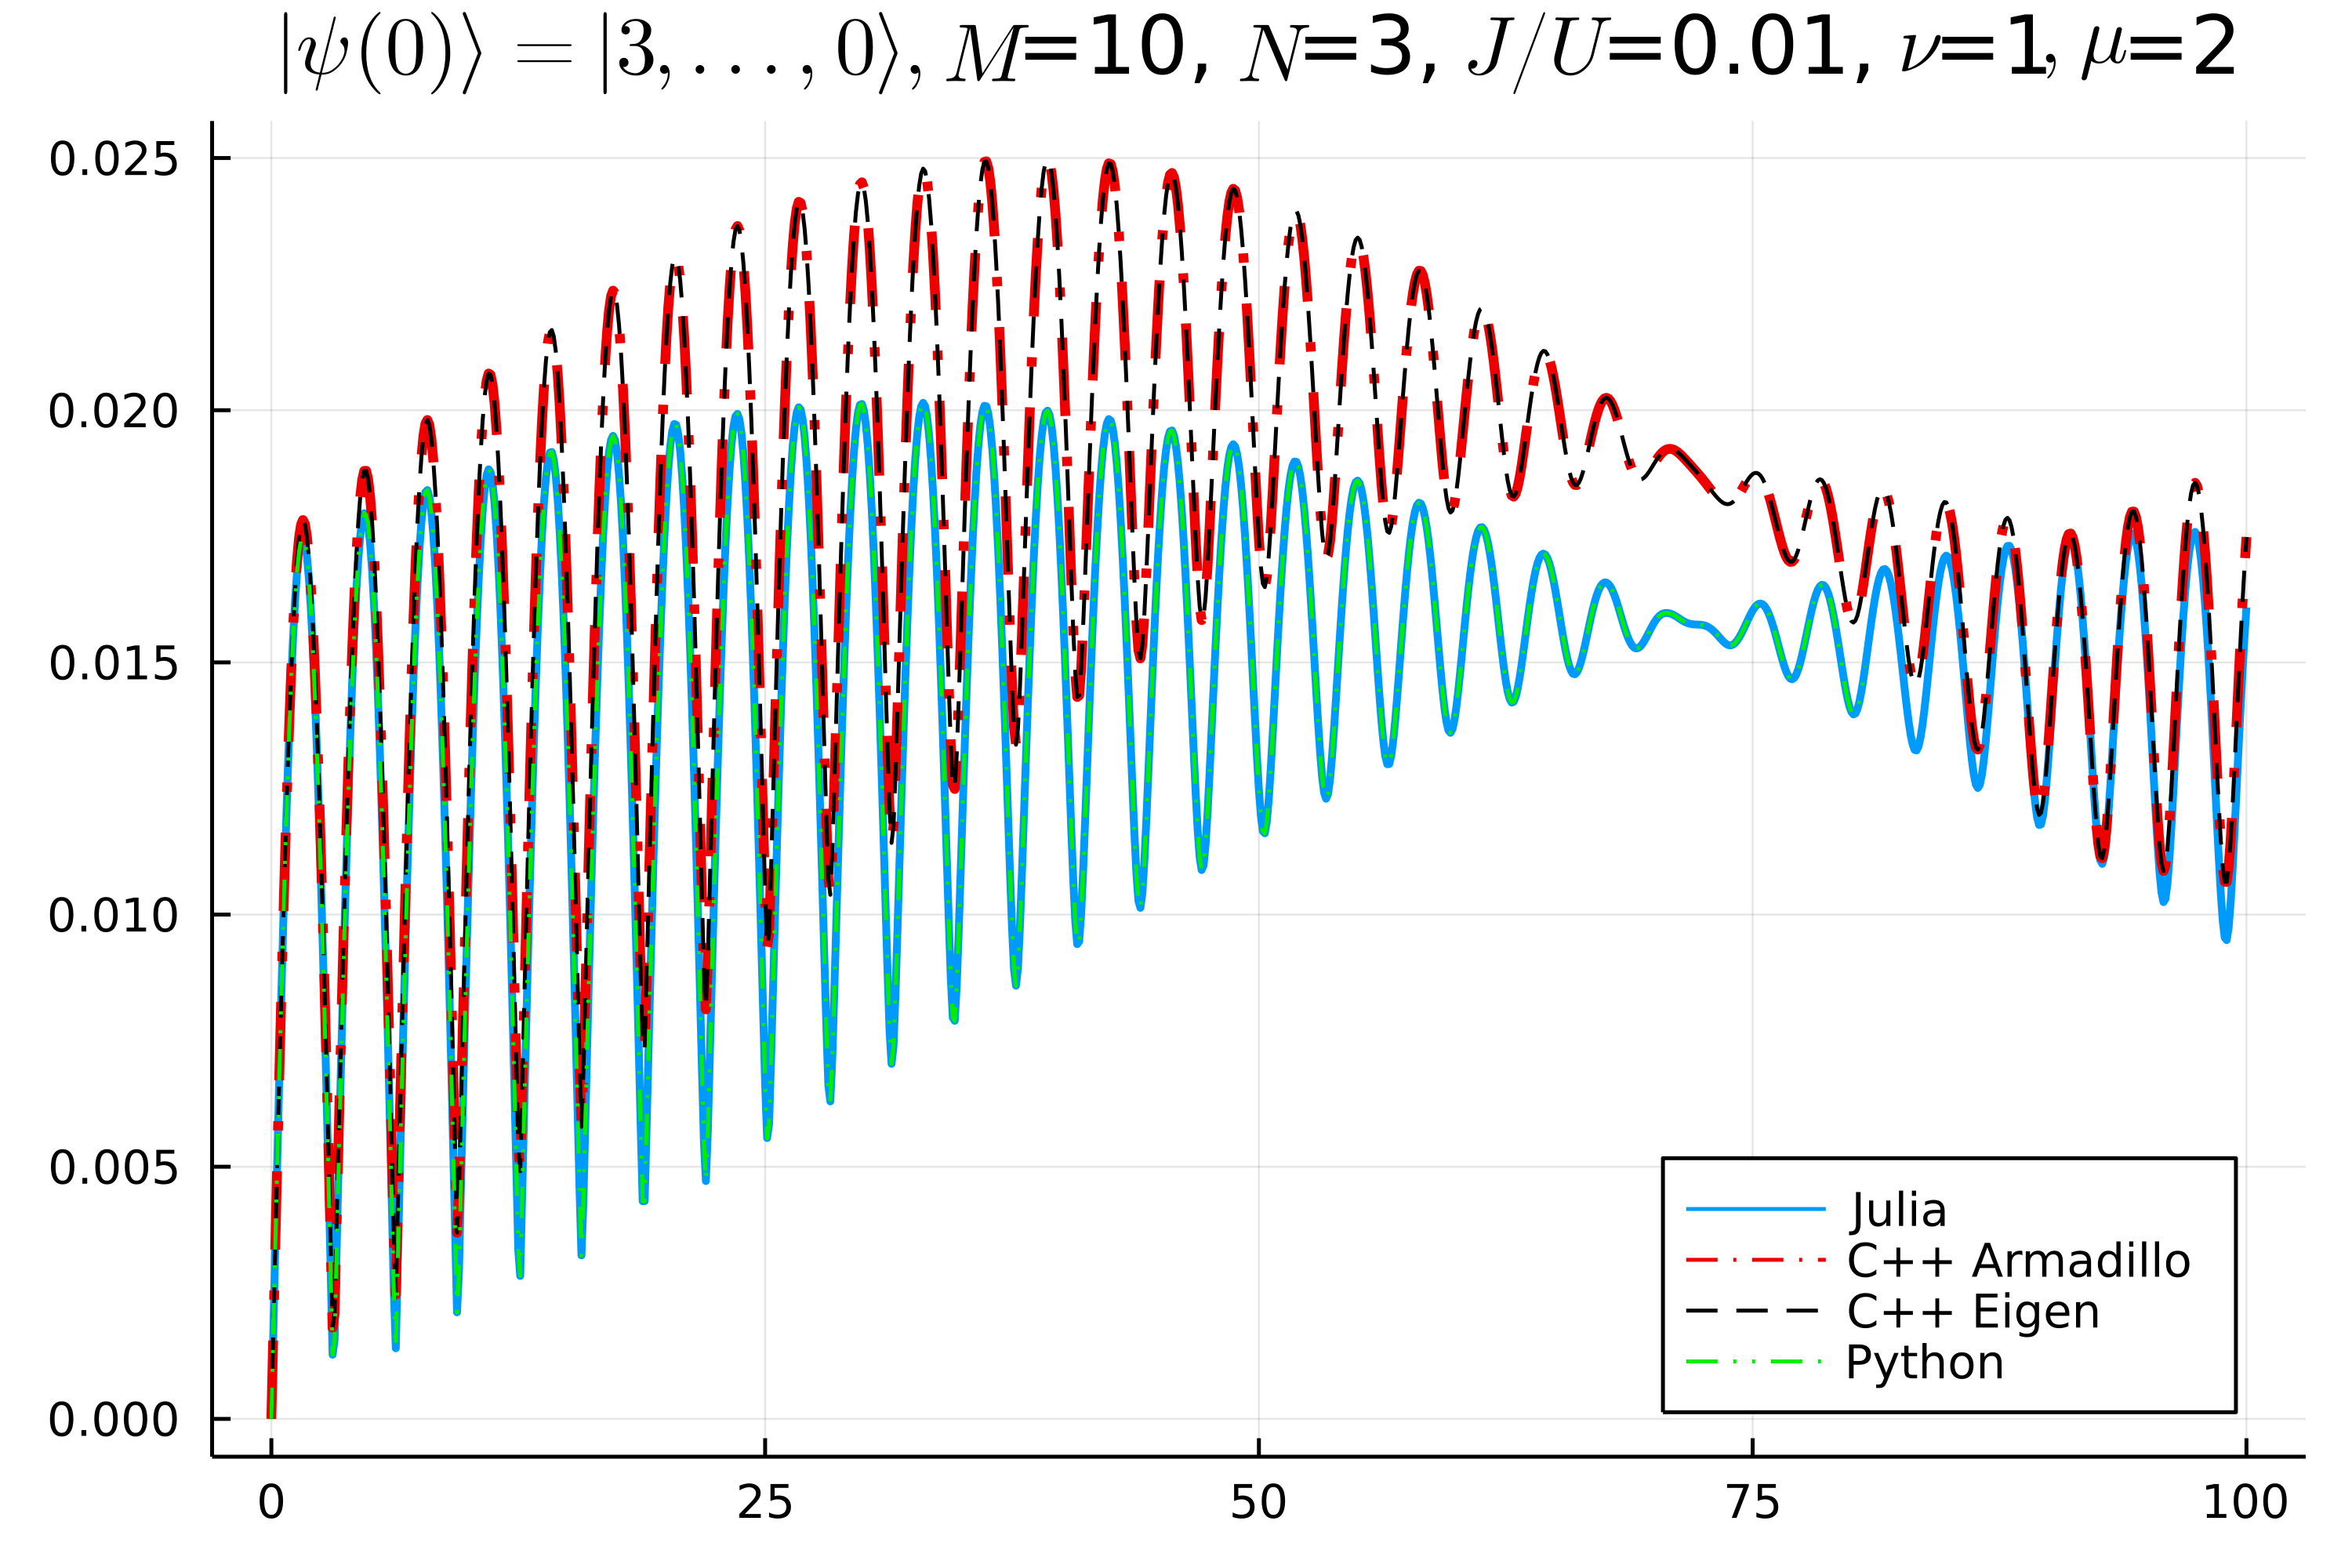 |ψ(0)⟩ = |3, . . . , 0⟩, M=10, N=3, J/U=0.01, ν=1, μ=2
0.025
0.020
0.015
0.010
0.005
0.000
Julia
C++ Armadillo
C++ Eigen
Python
0 25 50 75 100